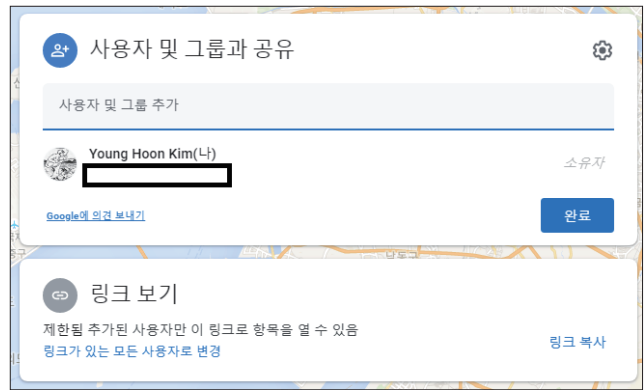 사용자 및 그룹과 공유
사용자 및 그룹 추가
Young Hoon Kim(나)
소유자
Google에 의견 보내기
완료
남동구
링크 보기
제한됨 추가된 사용자만 이 링크로 항목을 열 수 있음
링크가 있는 모든 사용자로 변경
링크 복사